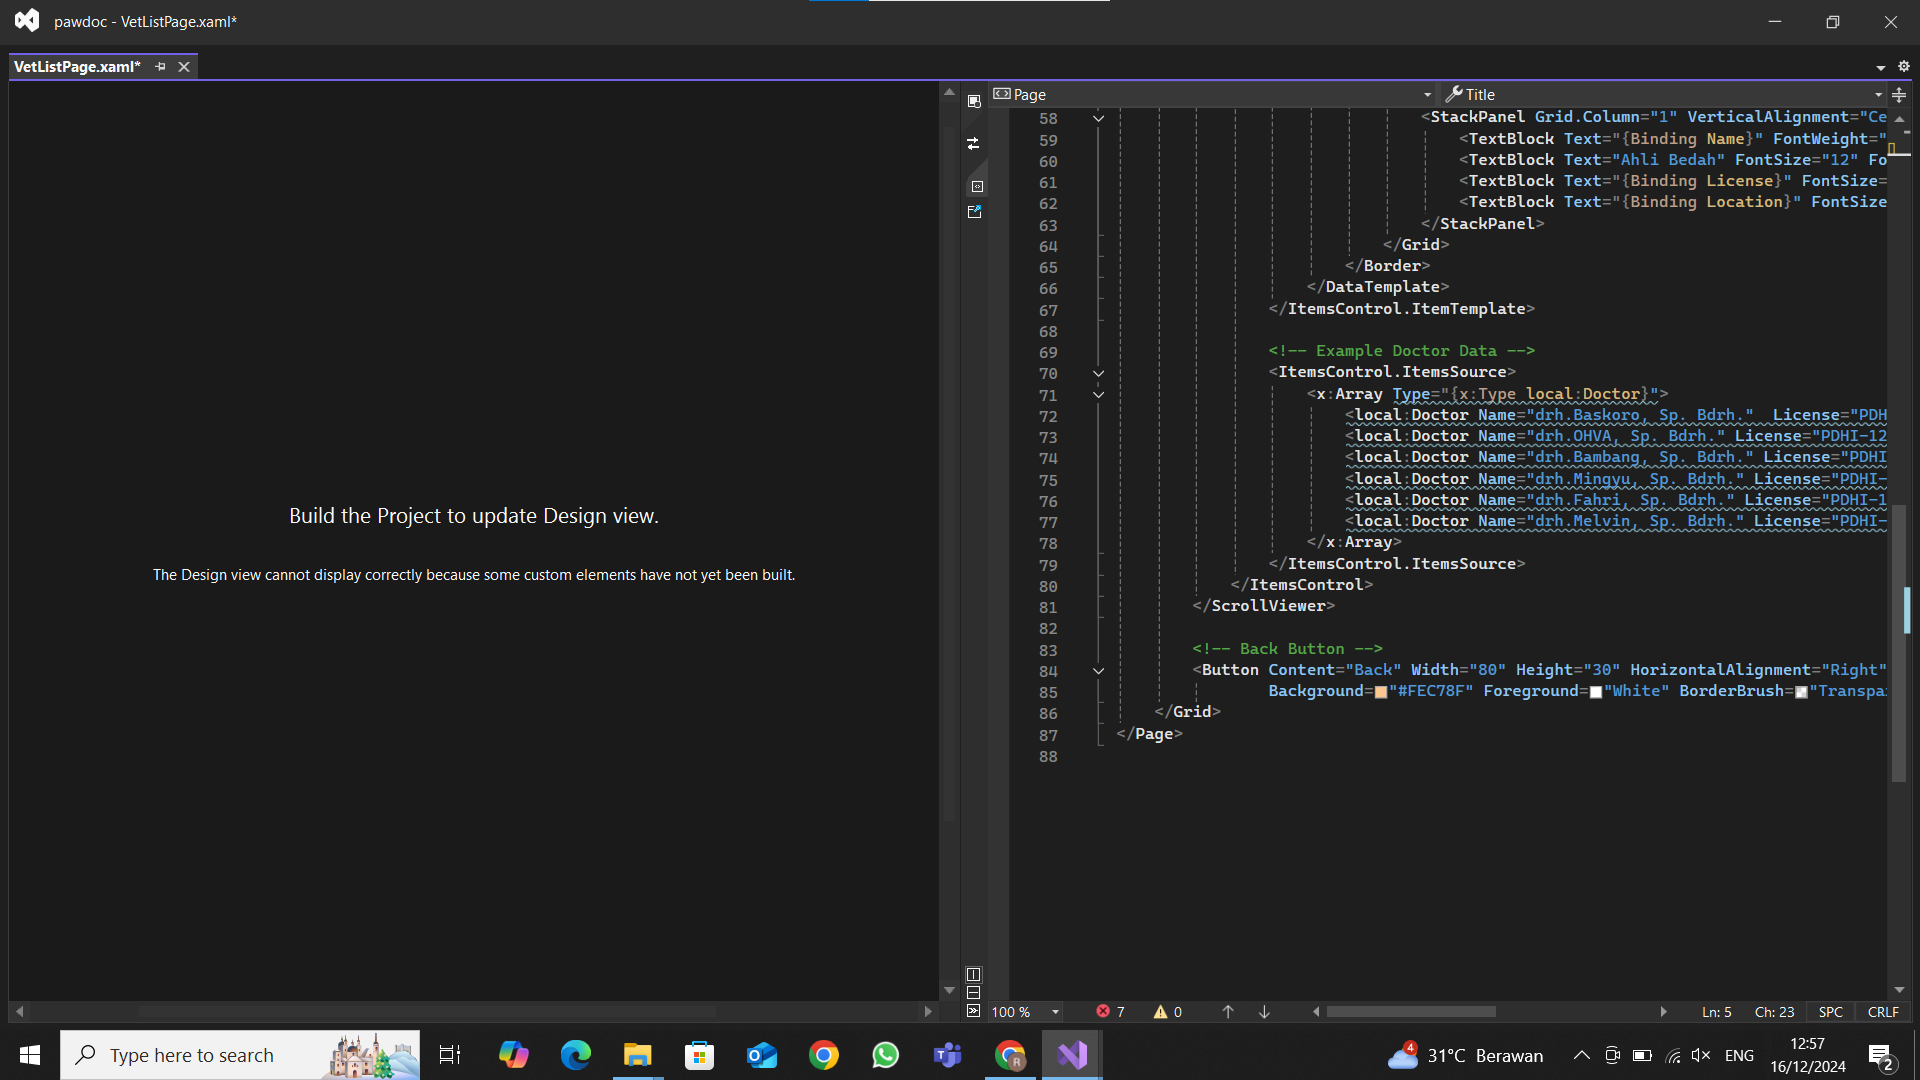 pawdoc - VetListPage.xaml*
VetListPage.xaml*
Page
Title
Build the Project to update Design view.
The Design view cannot display correctly because some custom elements have not yet been built.
58 <StackPanel Grid.Column="1" VerticalAlignment="Ce
59 <TextBlock Text="{Binding Name}" FontWeight="
60 <TextBlock Text="Ahli Bedah" FontSize="12" Fo
61 <TextBlock Text="{Binding License}" FontSize=
62 <TextBlock Text="{Binding Location}" FontSize
63 </StackPanel>
64 </Grid>
65 </Border>
66 </DataTemplate>
67 </ItemsControl.ItemTemplate>
68
69 <!-- Example Doctor Data -->
70 <ItemsControl.ItemsSource>
71 <x:Array Type="{x:Type local:Doctor}">
72 <local:Doctor Name="drh.Baskoro, Sp. Bdrh."  License="PDH
73 <local:Doctor Name="drh.OHVA, Sp. Bdrh." License="PDHI-12
74 <local:Doctor Name="drh.Bambang, Sp. Bdrh." License="PDHI
75 <local:Doctor Name="drh.Mingyu, Sp. Bdrh." License="PDHI-
76 <local:Doctor Name="drh.Fahri, Sp. Bdrh." License="PDHI-1
77 <local:Doctor Name="drh.Melvin, Sp. Bdrh." License="PDHI-
78 </x:Array>
79 </ItemsControl.ItemsSource>
80 </ItemsControl>
81 </ScrollViewer>
82
83 <!-- Back Button -->
84 <Button Content="Back" Width="80" Height="30" HorizontalAlignment="Right"
85 Background="#FEC78F" Foreground="White" BorderBrush="Transpa
86 </Grid>
87 </Page>
88
100 % 7 0 Ln: 5 Ch: 23 SPC CRLF
Type here to search
4 31°C Berawan ENG
12:57
16/12/2024
2